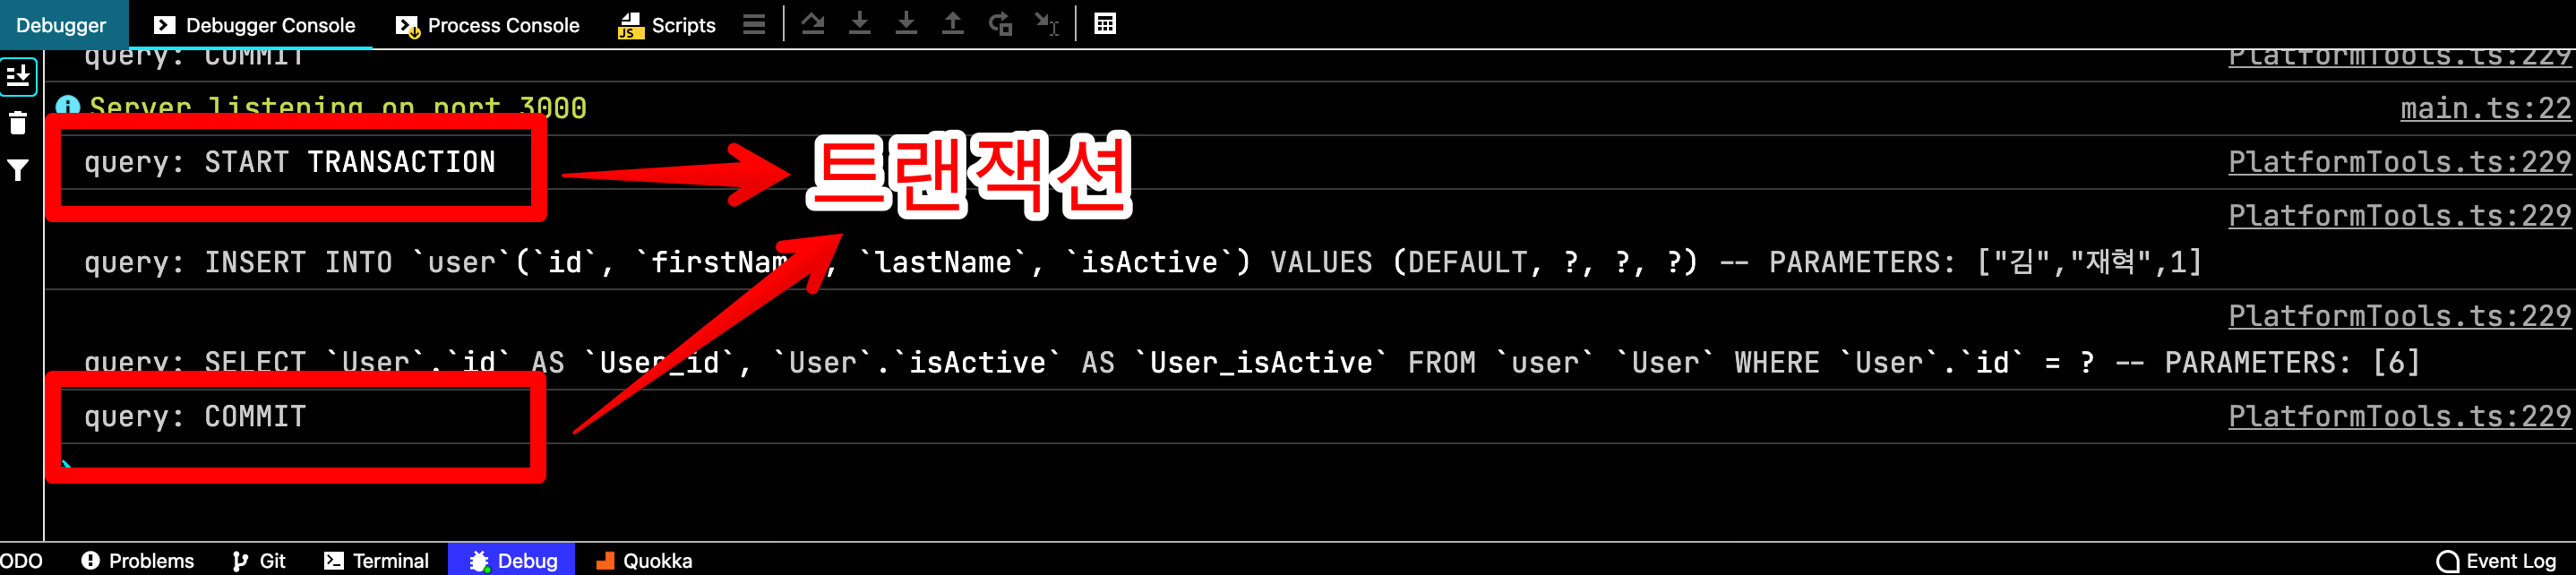 Debugger Debugger Console Process Console Scripts
query: COMMIT PlatformTools.ts:229
Server listening on port 3000 main.ts:22
query: START TRANSACTION PlatformTools.ts:229
트랜잭션
PlatformTools.ts:229
query: INSERT INTO `user`(`id`, `firstName`, `lastName`, `isActive`) VALUES (DEFAULT, ?, ?, ?) -- PARAMETERS: ["김","재혁",1]
PlatformTools.ts:229
query: SELECT `User`.`id` AS `User_id`, `User`.`isActive` AS `User_isActive` FROM `user` `User` WHERE `User`.`id` = ? -- PARAMETERS: [6]
query: COMMIT PlatformTools.ts:229
ODO Problems Git Terminal Debug Quokka Event Log